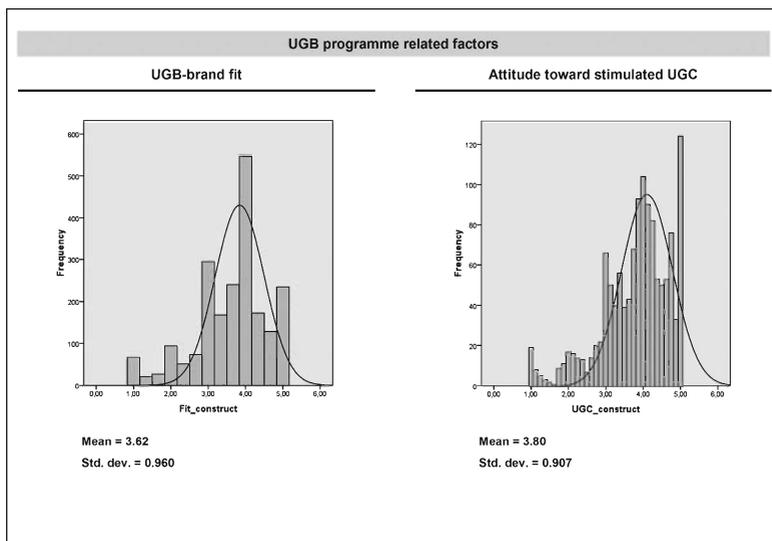 UGB programme related factors
UGB-brand fit
Attitude toward stimulated UGC
Frequency
600
500
400
300
200
100
0
0,00 1,00 2,00 3,00 4,00 5,00 6,00
Fit_construct
Mean = 3.62
Std. dev. = 0.960
Frequency
120
100
80
60
40
20
0
0,00 1,00 2,00 3,00 4,00 5,00 6,00
UGC_construct
Mean = 3.80
Std. dev. = 0.907